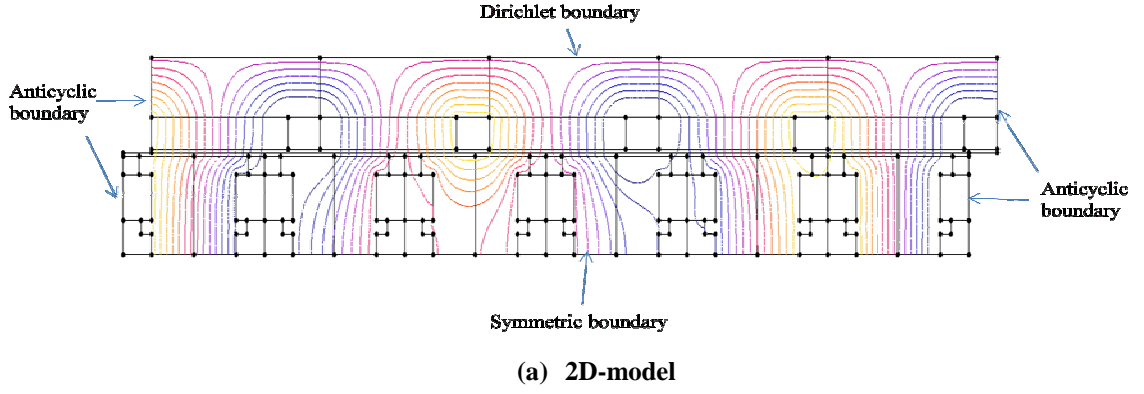 Dirichlet boundary
Anticyclic
boundary
Anticyclic
boundary
Symmetric boundary
(a) 2D-model